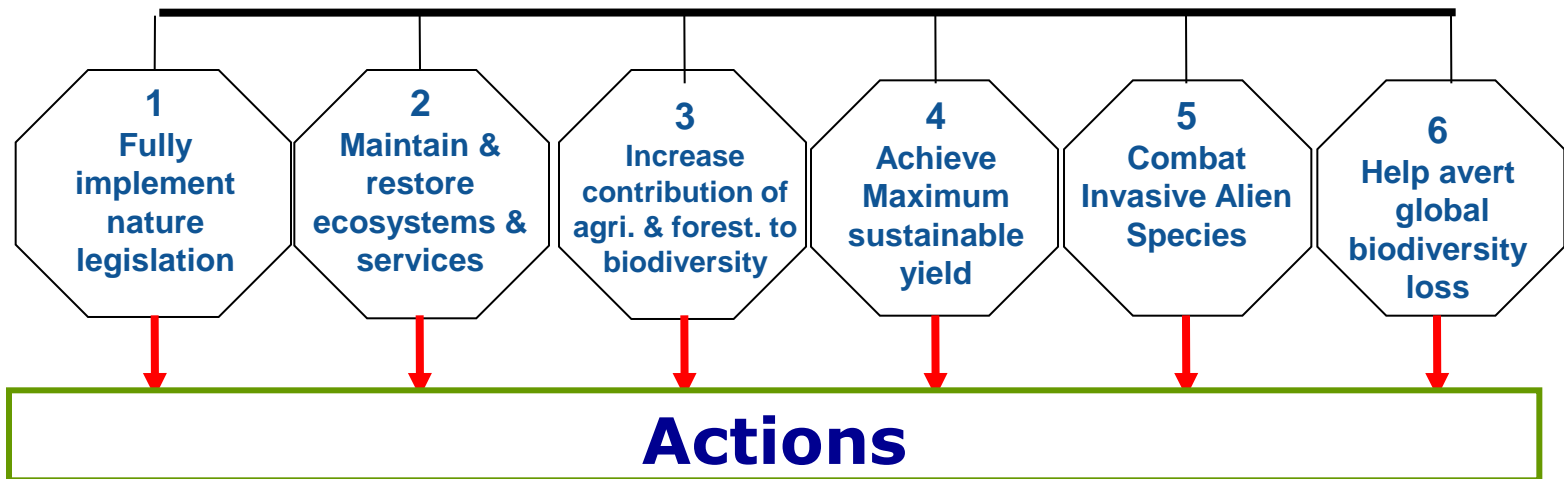 1
Fully
implement
nature
legislation
2
Maintain &
restore
ecosystems &
services
3
Increase
contribution of
agri. & forest. to
biodiversity
4
Achieve
Maximum
sustainable
yield
5
Combat
Invasive Alien
Species
6
Help avert
global
biodiversity
loss
Actions